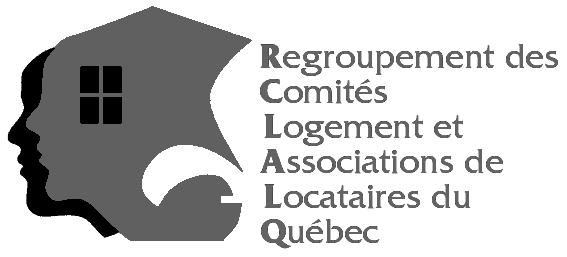 Regroupement des
Comités
Logement et
Associations de
Locataires du
Québec